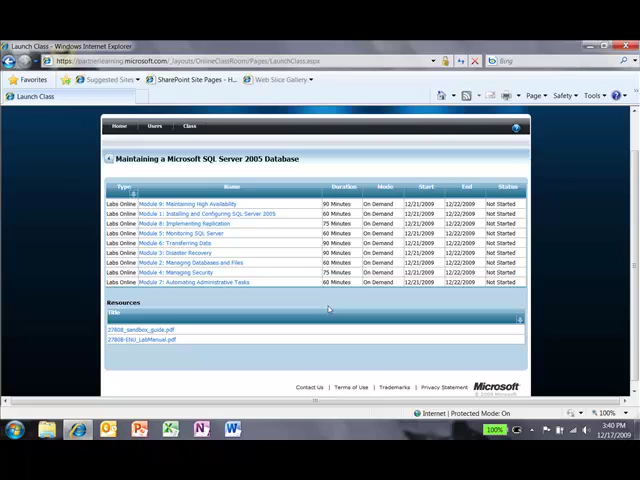 Launch Class - Windows Internet Explorer
https://partnerlearning.microsoft.com/_layouts/OnlineClassRoom/Pages/LaunchClass.aspx
Bing
Favorites Suggested Sites SharePoint Site Pages - H... Web Slice Gallery
Launch Class Page Safety Tools
Home Users Class
Maintaining a Microsoft SQL Server 2005 Database
Type Name Duration Mode Start End Status
Labs Online Module 9: Maintaining High Availability 90 Minutes On Demand 12/21/2009 12/22/2009 Not Started
Labs Online Module 1: Installing and Configuring SQL Server 2005 60 Minutes On Demand 12/21/2009 12/22/2009 Not Started
Labs Online Module 8: Implementing Replication 75 Minutes On Demand 12/21/2009 12/22/2009 Not Started
Labs Online Module 5: Monitoring SQL Server 60 Minutes On Demand 12/21/2009 12/22/2009 Not Started
Labs Online Module 6: Transferring Data 90 Minutes On Demand 12/21/2009 12/22/2009 Not Started
Labs Online Module 3: Disaster Recovery 90 Minutes On Demand 12/21/2009 12/22/2009 Not Started
Labs Online Module 2: Managing Databases and Files 60 Minutes On Demand 12/21/2009 12/22/2009 Not Started
Labs Online Module 4: Managing Security 75 Minutes On Demand 12/21/2009 12/22/2009 Not Started
Labs Online Module 7: Automating Administrative Tasks 60 Minutes On Demand 12/21/2009 12/22/2009 Not Started
Resources
Title
2780B_sandbox_guide.pdf
2780B-ENU_LabManual.pdf
Contact Us | Terms of Use | Trademarks | Privacy Statement Microsoft
Internet | Protected Mode: On 100%
100% 3:40 PM
12/17/2009